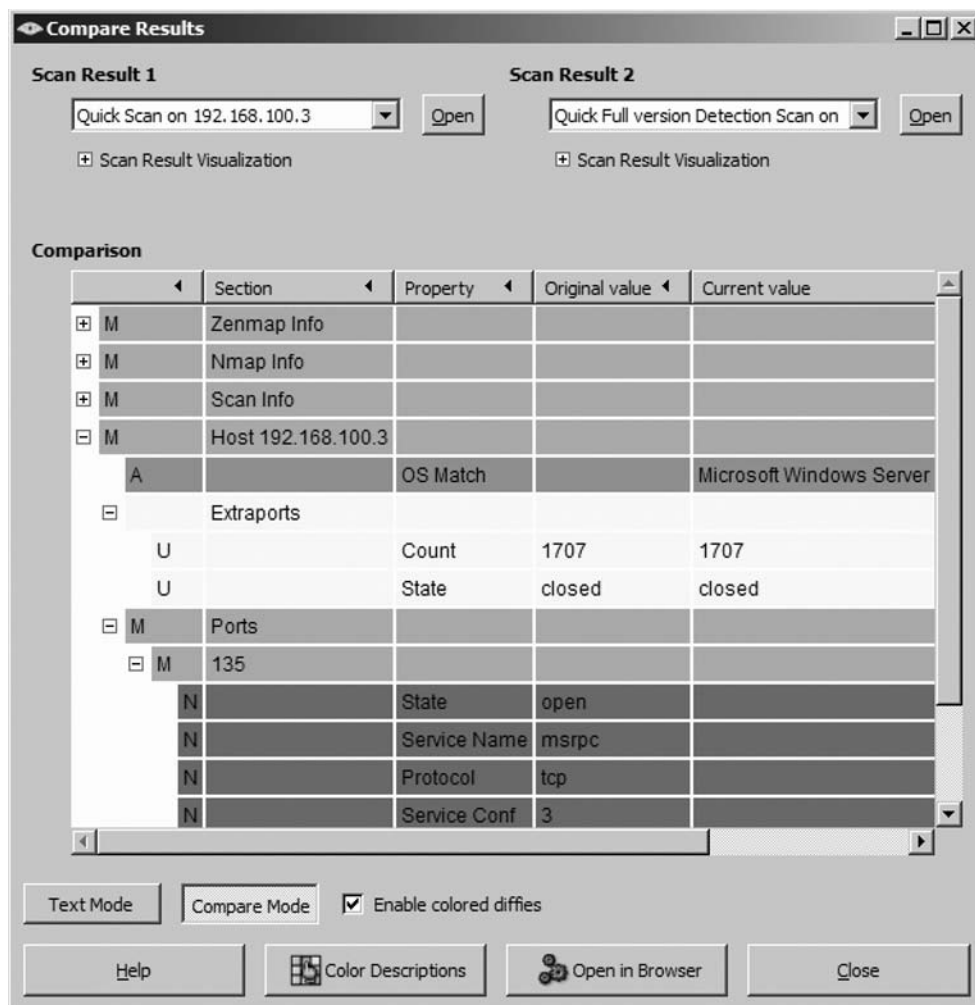 Compare Results
Scan Result 1 Scan Result 2
Quick Scan on 192.168.100.3 Open Quick Full version Detection Scan on Open
Scan Result Visualization Scan Result Visualization
Comparison
Section Property Original value Current value
M Zenmap Info
M Nmap Info
M Scan Info
M Host 192.168.100.3
A OS Match Microsoft Windows Server
Extraports
U Count 1707 1707
U State closed closed
M Ports
M 135
N State open
N Service Name msrpc
N Protocol tcp
N Service Conf 3
Text Mode Compare Mode Enable colored diffies
Help Color Descriptions Open in Browser Close